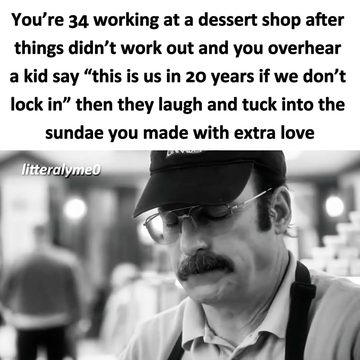 You’re 34 working at a dessert shop after
things didn’t work out and you overhear
a kid say “this is us in 20 years if we don’t
lock in” then they laugh and tuck into the
sundae you made with extra love
litteralyme0